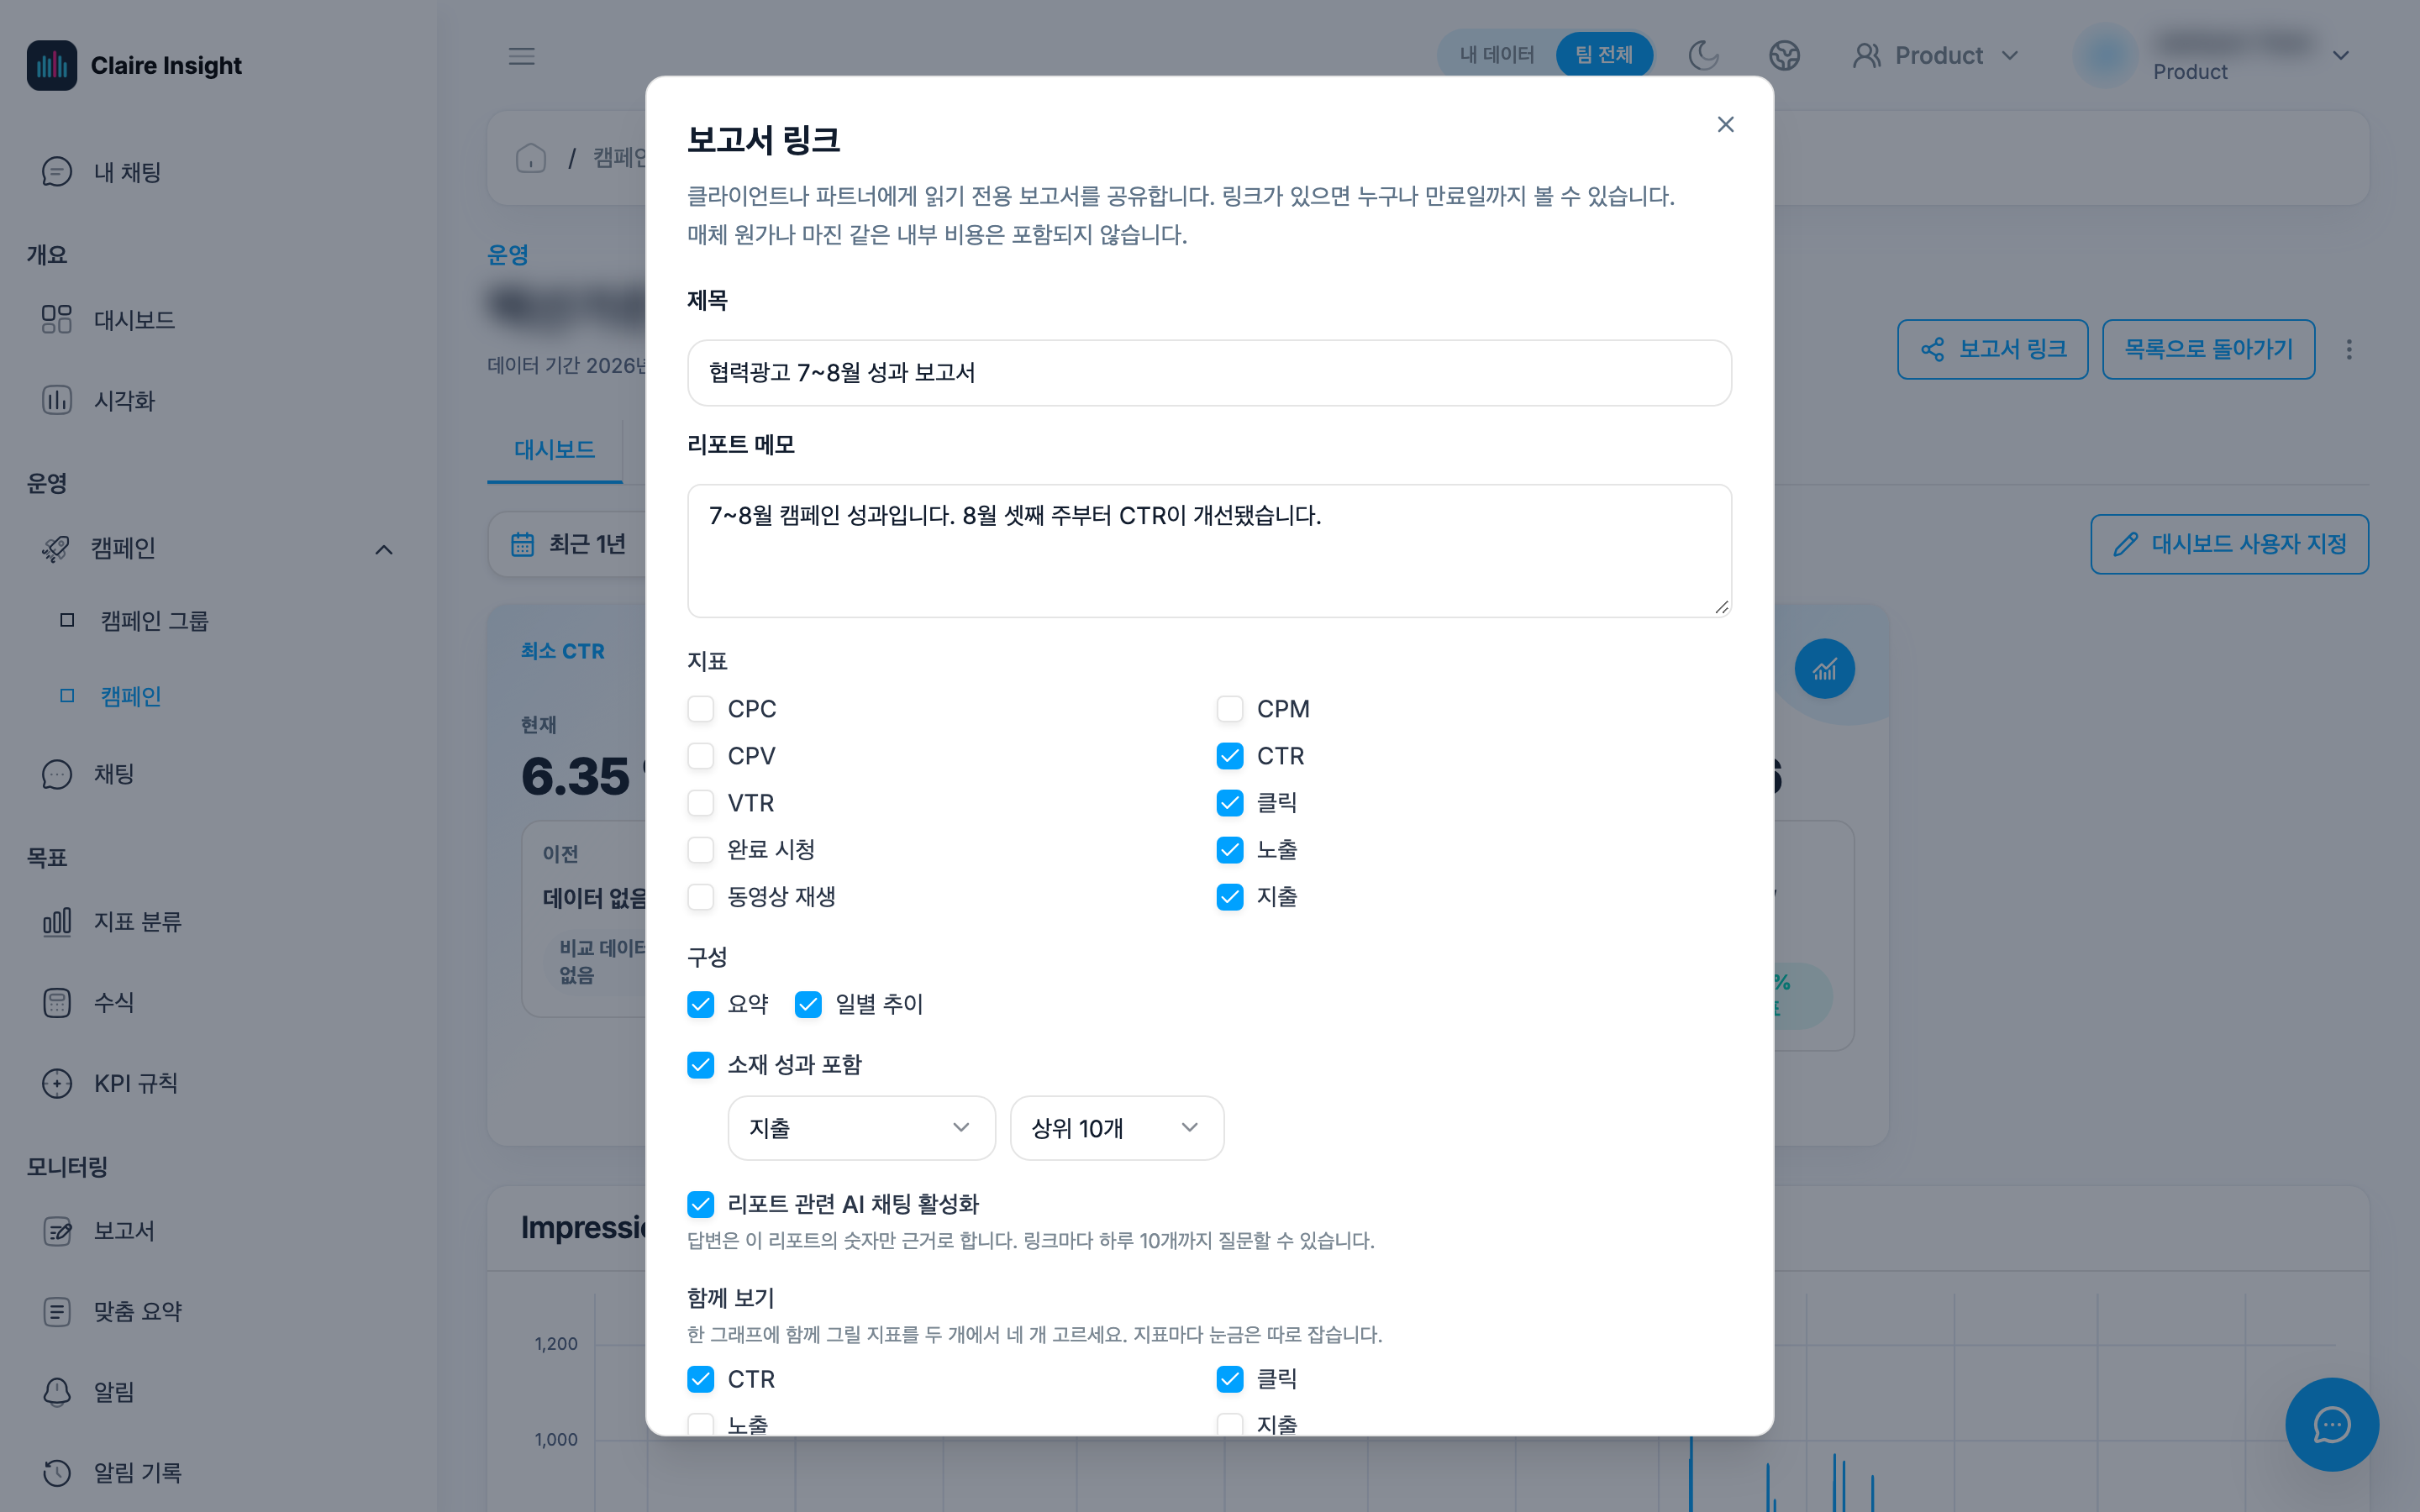 Claire Insight
내 채팅
개요
대시보드
시각화
운영
캠페인
캠페인 그룹
캠페인
채팅
목표
지표 분류
수식
KPI 규칙
모니터링
보고서
맞춤 요약
알림
알림 기록
내 데이터
팀 전체
Product
Product
/ 캠페인
운영
데이터 기간 2026년
보고서 링크
목록으로 돌아가기
대시보드
최근 1년
대시보드 사용자 지정
최소 CTR
현재
6.35
이전
데이터 없음
비교 데이터
없음
%
Impressi
1,200
1,000
보고서 링크
클라이언트나 파트너에게 읽기 전용 보고서를 공유합니다. 링크가 있으면 누구나 만료일까지 볼 수 있습니다.
매체 원가나 마진 같은 내부 비용은 포함되지 않습니다.
제목
협력광고 7~8월 성과 보고서
리포트 메모
7~8월 캠페인 성과입니다. 8월 셋째 주부터 CTR이 개선됐습니다.
지표
CPC
CPM
CPV
CTR
VTR
클릭
완료 시청
노출
동영상 재생
지출
구성
요약
일별 추이
소재 성과 포함
지출
상위 10개
리포트 관련 AI 채팅 활성화
답변은 이 리포트의 숫자만 근거로 합니다. 링크마다 하루 10개까지 질문할 수 있습니다.
함께 보기
한 그래프에 함께 그릴 지표를 두 개에서 네 개 고르세요. 지표마다 눈금은 따로 잡습니다.
CTR
클릭
노출
지출